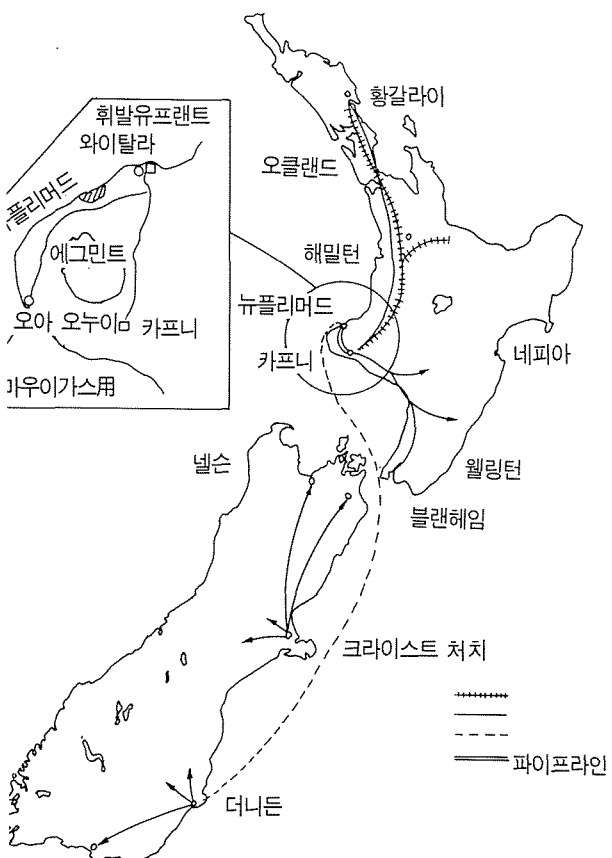 황갈라이
휘발유프랜트
와이탈라
오클랜드
플리머드
에그민트
해밀턴
뉴플리머드
오아 오누이 카프니
카프니
네피아
마우이가스用
넬슨
웰링턴
블랜헤임
크라이스트 처치
파이프라인
더니든